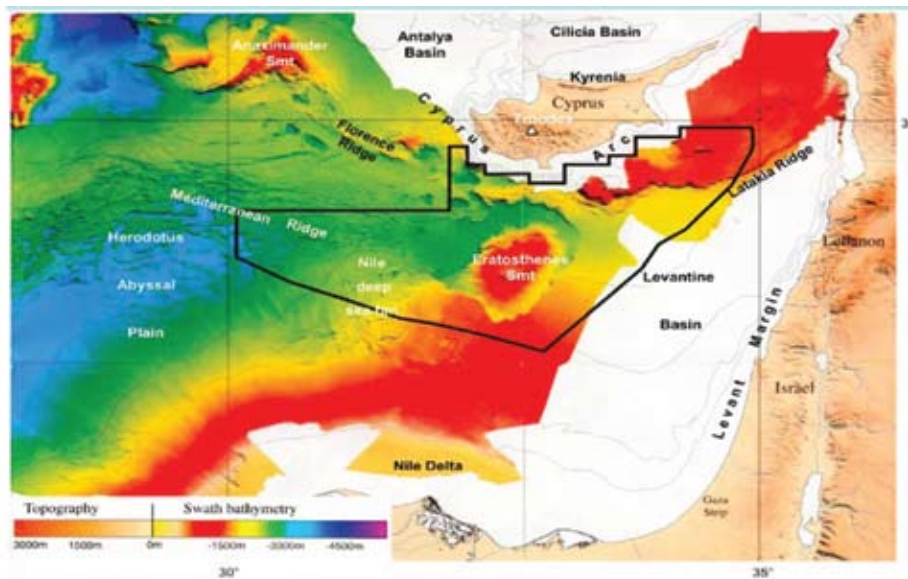 Anaximander
Smt
Antalya
Basin
Cilicia Basin
Kyrenia
Cyprus
Troodos
Cyprus Arc
Florence
Ridge
Latakia Ridge
Mediterranean Ridge
Herodotus
Abyssal
Plain
Nile
deep
sea-fan
Eratosthenes
Smt
Levantine
Basin
Lebanon
Levant Margin
Israel
Gaza
Strip
Nile Delta
Topography
Swath bathymetry
3000m 1500m 0m -1500m -3000m -4500m
30° 35°
3